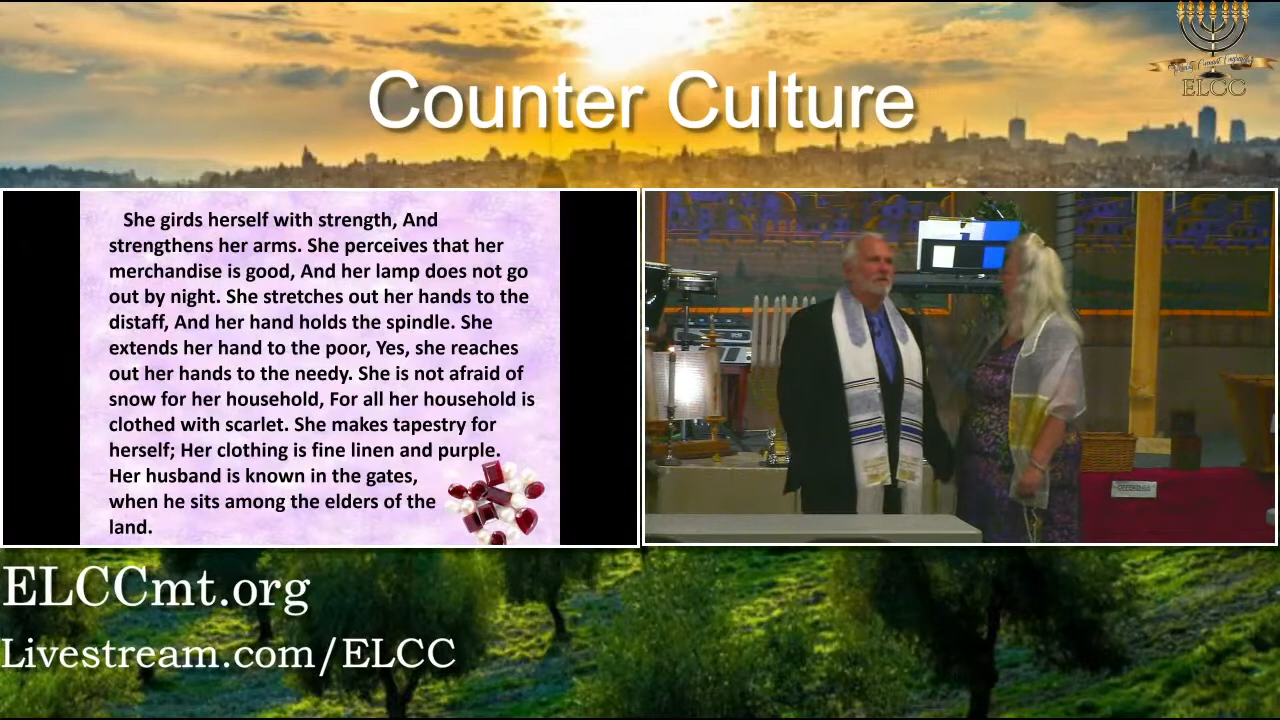 Counter Culture
ELCC
She girds herself with strength, And
strengthens her arms. She perceives that her
merchandise is good, And her lamp does not go
out by night. She stretches out her hands to the
distaff, And her hand holds the spindle. She
extends her hand to the poor, Yes, she reaches
out her hands to the needy. She is not afraid of
snow for her household, For all her household is
clothed with scarlet. She makes tapestry for
herself; Her clothing is fine linen and purple.
Her husband is known in the gates,
when he sits among the elders of the
land.
ELCCmt.org
Livestream.com/ELCC